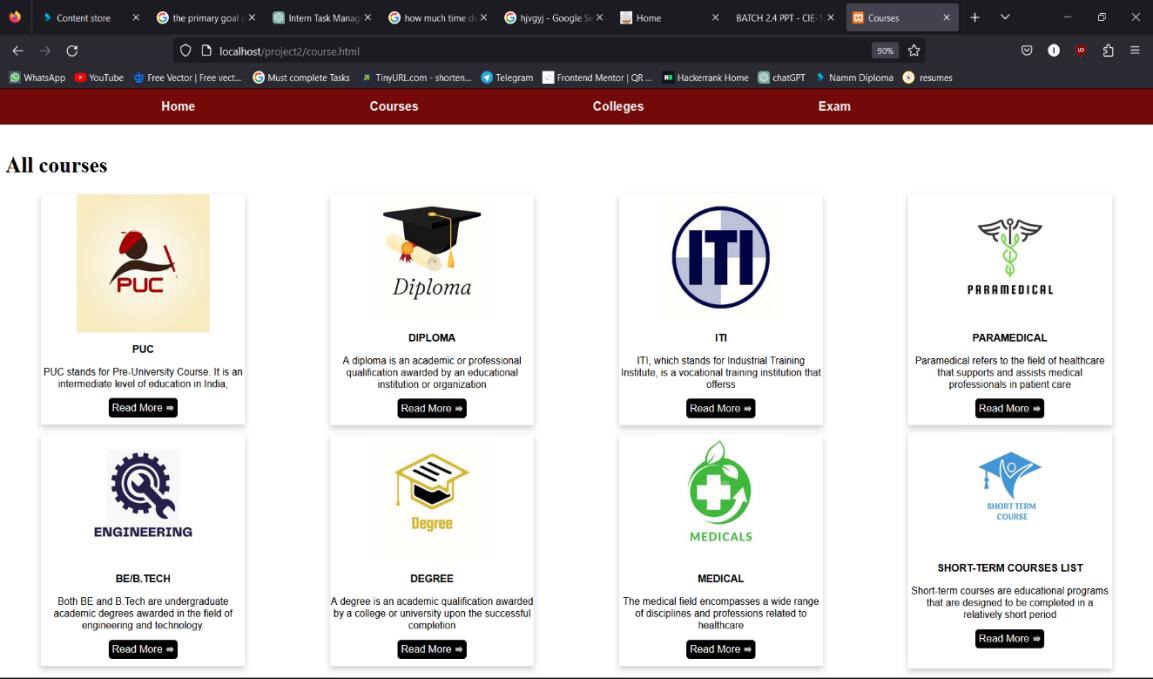 Content store
the primary goal o
Intern Task Manag
how much time d
hjvgyj - Google Se
Home
BATCH 2.4 PPT - CIE-1
Courses
localhost/project2/course.html
90%
WhatsApp
YouTube
Free Vector | Free vect...
Must complete Tasks
TinyURL.com - shorten...
Telegram
Frontend Mentor | QR ...
Hackerrank Home
chatGPT
Namm Diploma
resumes
Home
Courses
Colleges
Exam
All courses
PUC
PUC
PUC stands for Pre-University Course. It is an
intermediate level of education in India,
Read More
Diploma
DIPLOMA
A diploma is an academic or professional
qualification awarded by an educational
institution or organization
Read More
ITI
ITI
ITI, which stands for Industrial Training
Institute, is a vocational training institution that
offerss
Read More
PARAMEDICAL
PARAMEDICAL
Paramedical refers to the field of healthcare
that supports and assists medical
professionals in patient care
Read More
ENGINEERING
BE/B.TECH
Both BE and B.Tech are undergraduate
academic degrees awarded in the field of
engineering and technology.
Read More
Degree
DEGREE
A degree is an academic qualification awarded
by a college or university upon the successful
completion
Read More
MEDICALS
MEDICAL
The medical field encompasses a wide range
of disciplines and professions related to
healthcare
Read More
SHORT TERM
COURSE
SHORT-TERM COURSES LIST
Short-term courses are educational programs
that are designed to be completed in a
relatively short period
Read More